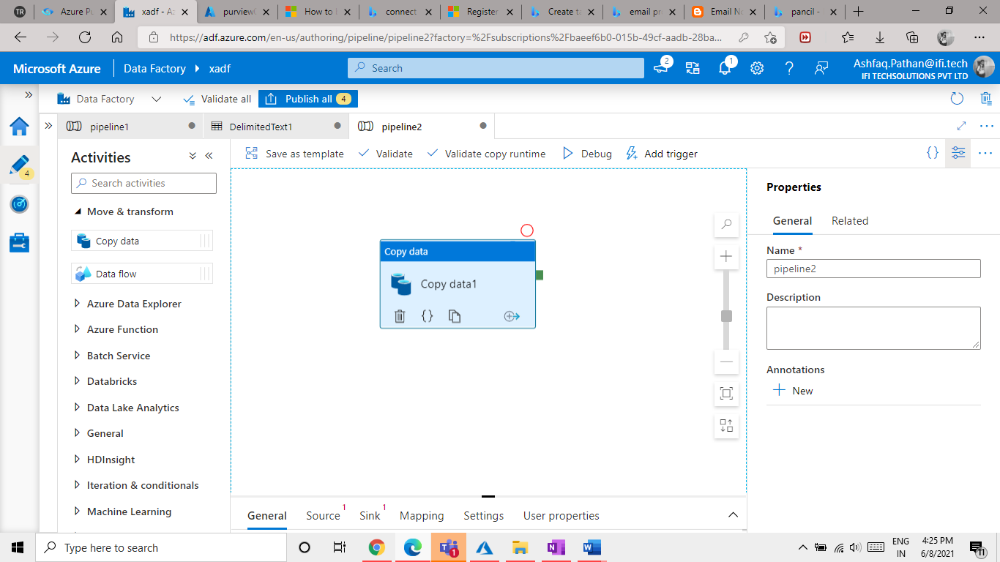 TR
Azure Pu
xadf - Az
purview
How to
connect
Register
Create ta
email pr
Email No
pancil -
https://adf.azure.com/en-us/authoring/pipeline/pipeline2?factory=%2Fsubscriptions%2Fbaeef6b0-015b-49cf-aadb-28ba...
Microsoft Azure
Data Factory
xadf
Search
2
1
Ashfaq.Pathan@ifi.tech
IFI TECHSOLUTIONS PVT LTD
Data Factory
Validate all
Publish all 4
pipeline1
DelimitedText1
pipeline2
4
Activities
Search activities
Move & transform
Copy data
Data flow
Azure Data Explorer
Azure Function
Batch Service
Databricks
Data Lake Analytics
General
HDInsight
Iteration & conditionals
Machine Learning
Save as template
Validate
Validate copy runtime
Debug
Add trigger
{}
Copy data
Copy data1
{}
General
Source 1
Sink 1
Mapping
Settings
User properties
Properties
General
Related
Name *
pipeline2
Description
Annotations
New
Type here to search
1
ENG
IN
4:25 PM
6/8/2021
11